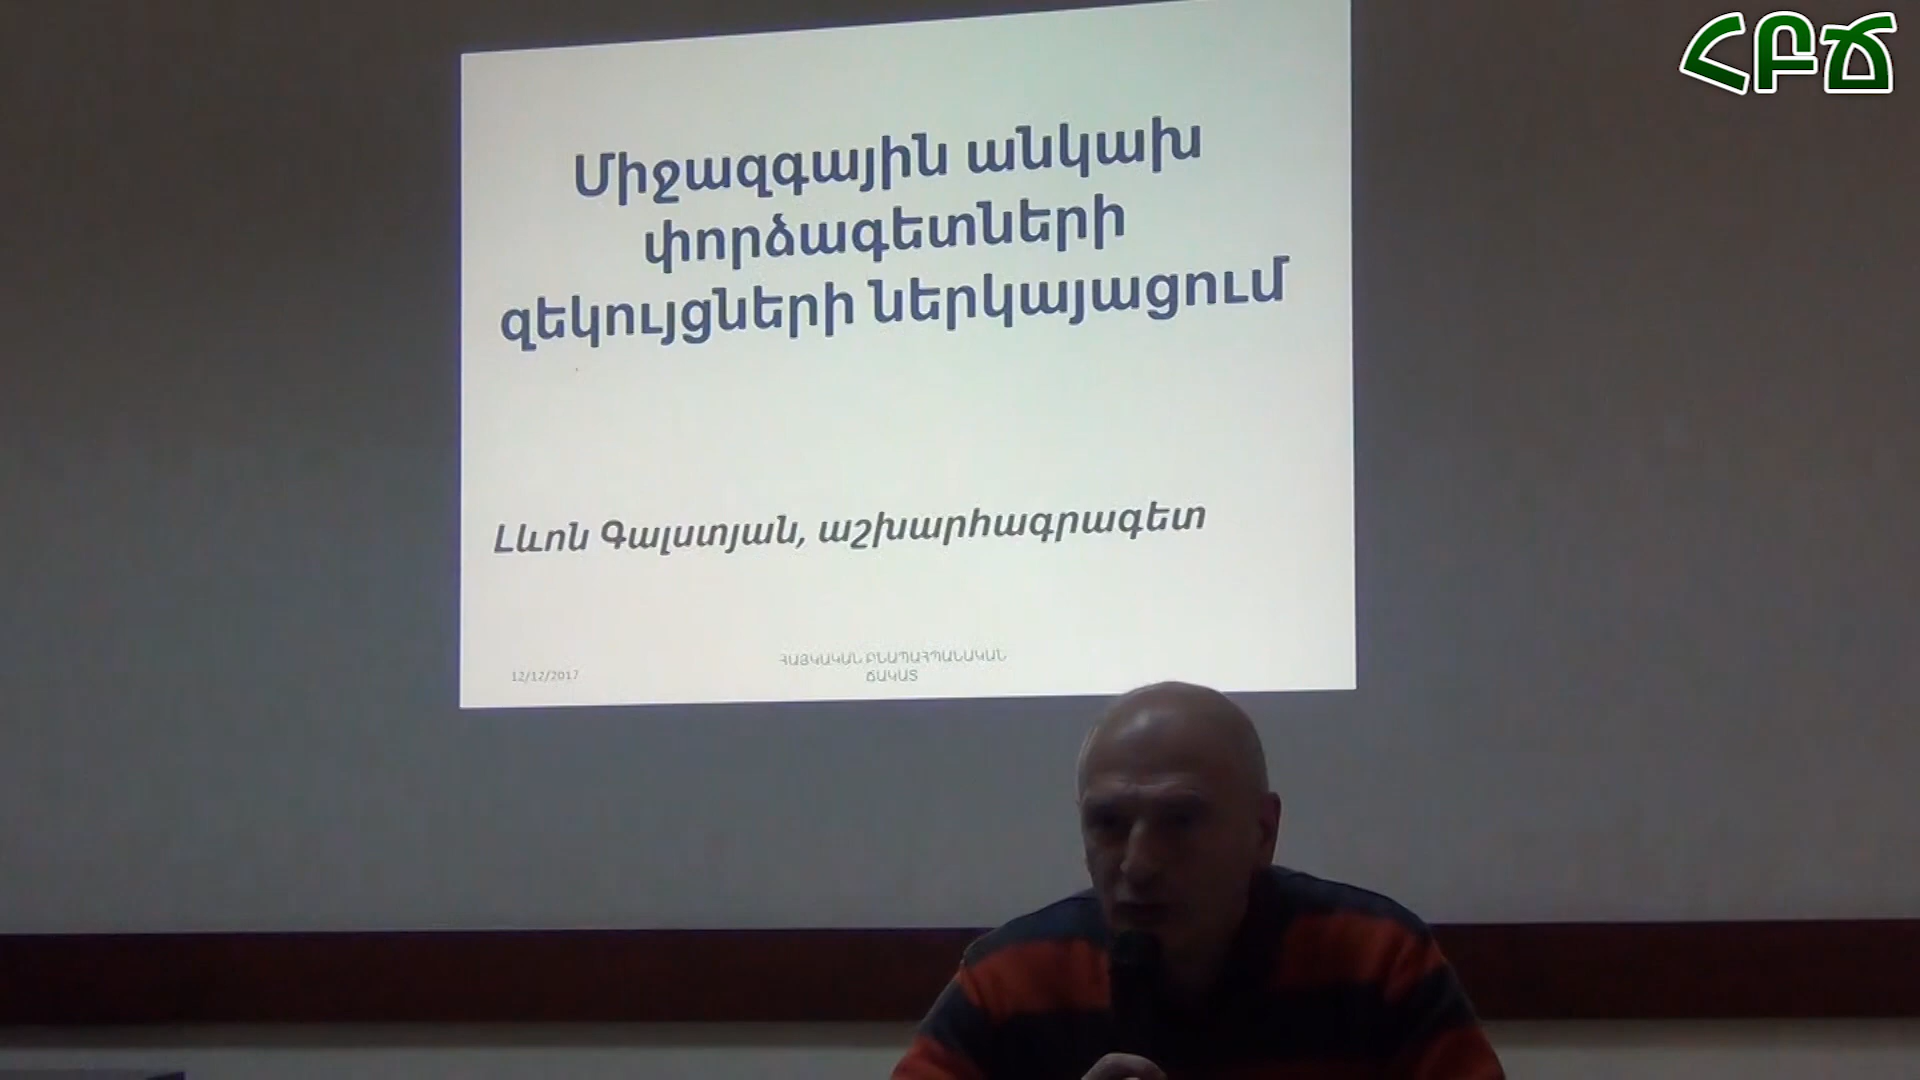 ՀԲՃ
Միջազգային անկախ
փորձագետների
զեկույցների ներկայացում
Լևոն Գալստյան, աշխարհագրագետ
12/12/2017
ՀԱՅԿԱԿԱՆ ԲՆԱՊԱՀՊԱՆԱԿԱՆ
ՃԱԿԱՏ